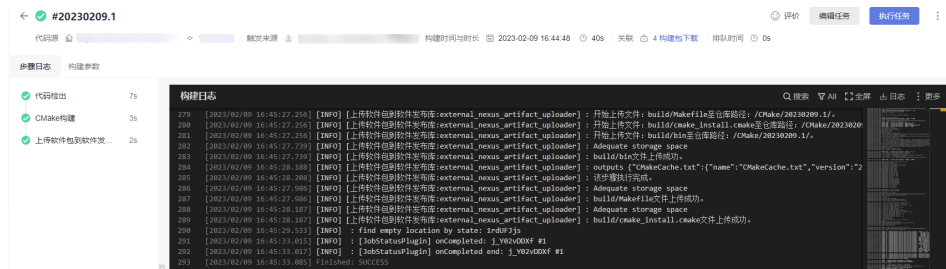 #20230209.1
评价
编辑任务
执行任务
代码源
触发来源
构建时间与时长 2023-02-09 16:44:48 40s 关联 4 构建包下载 排队时间 0s
步骤日志 构建参数
代码检出 7s
CMake构建 3s
上传软件包到软件发... 2s
构建日志 搜索 All 全屏 日志 更多
279 [2023/02/09 16:45:27.256] [INFO] [上传软件包到软件发布库:external_nexus_artifact_uploader] : 开始上传文件: build/Makefile至仓库路径: /CMake/20230209.1/。
280 [2023/02/09 16:45:27.256] [INFO] [上传软件包到软件发布库:external_nexus_artifact_uploader] : 开始上传文件: build/cmake_install.cmake至仓库路径: /CMake/20230209
281 [2023/02/09 16:45:27.256] [INFO] [上传软件包到软件发布库:external_nexus_artifact_uploader] : 开始上传文件: build/bin至仓库路径: /CMake/20230209.1/。
282 [2023/02/09 16:45:27.739] [INFO] [上传软件包到软件发布库:external_nexus_artifact_uploader] : Adequate storage space
283 [2023/02/09 16:45:27.739] [INFO] [上传软件包到软件发布库:external_nexus_artifact_uploader] : build/bin文件上传成功。
284 [2023/02/09 16:45:28.188] [INFO] [上传软件包到软件发布库:external_nexus_artifact_uploader] : outputs {"CMakeCache.txt":{"name":"CMakeCache.txt","version":"2
285 [2023/02/09 16:45:28.208] [INFO] [上传软件包到软件发布库:external_nexus_artifact_uploader] : 该步骤执行完成。
286 [2023/02/09 16:45:27.986] [INFO] [上传软件包到软件发布库:external_nexus_artifact_uploader] : Adequate storage space
287 [2023/02/09 16:45:27.986] [INFO] [上传软件包到软件发布库:external_nexus_artifact_uploader] : build/Makefile文件上传成功。
288 [2023/02/09 16:45:28.187] [INFO] [上传软件包到软件发布库:external_nexus_artifact_uploader] : Adequate storage space
289 [2023/02/09 16:45:28.187] [INFO] [上传软件包到软件发布库:external_nexus_artifact_uploader] : build/cmake_install.cmake文件上传成功。
290 [2023/02/09 16:45:29.533] [INFO] : find empty location by state: 1rdUFJjs
291 [2023/02/09 16:45:33.015] [INFO] : [JobStatusPlugin] onCompleted: j_Y02vDDXf #1
292 [2023/02/09 16:45:33.017] [INFO] : [JobStatusPlugin] onCompleted end: j_Y02vDDXf #1
293 [2023/02/09 16:45:33.085] Finished: SUCCESS